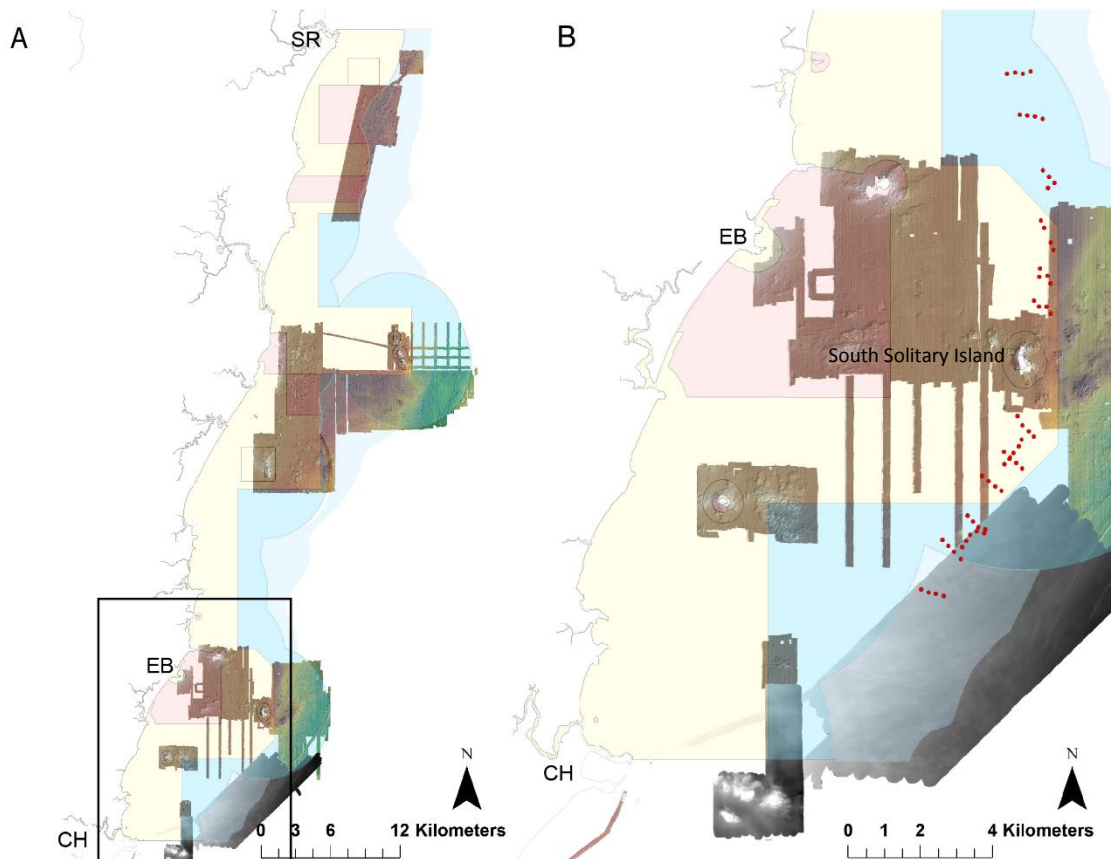 A
SR
EB
CH
N
0 3 6 12 Kilometers
B
EB
South Solitary Island
CH
N
0 1 2 4 Kilometers